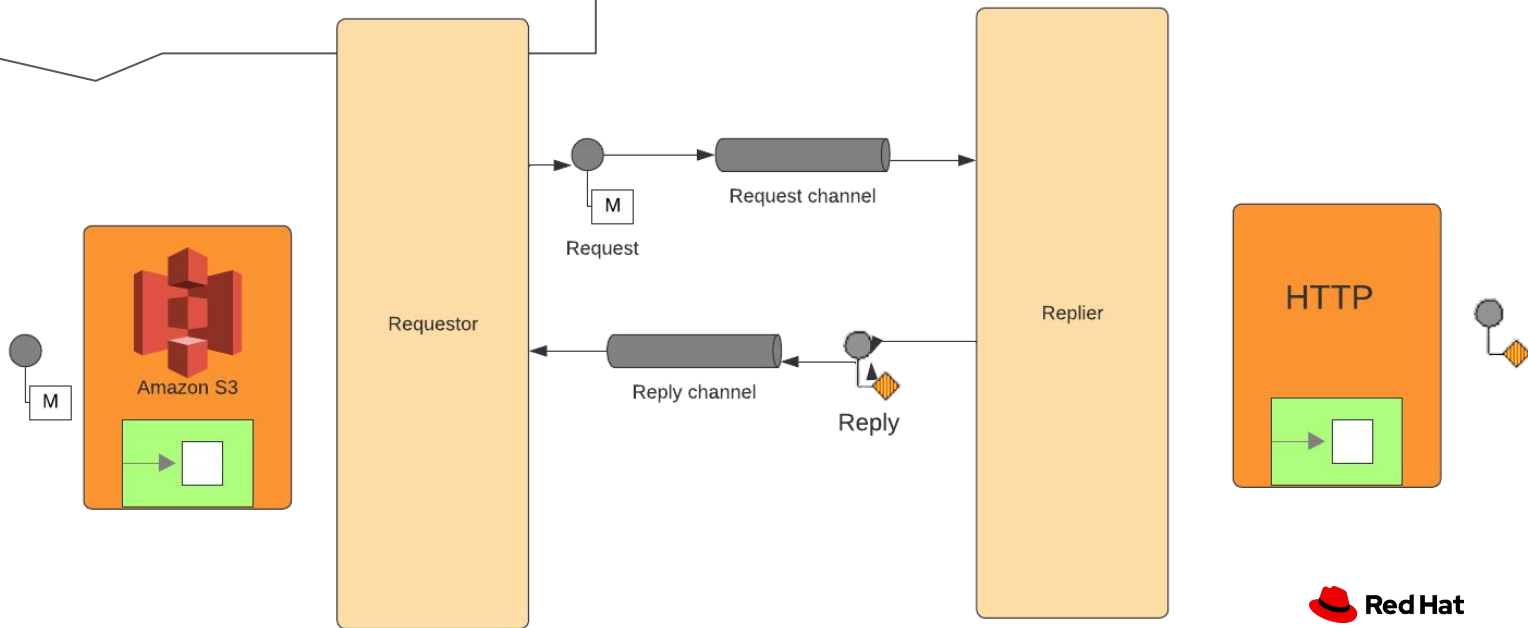 M
Request
Request channel
Requestor
Replier
HTTP
Amazon S3
M
Reply channel
Reply
Red Hat